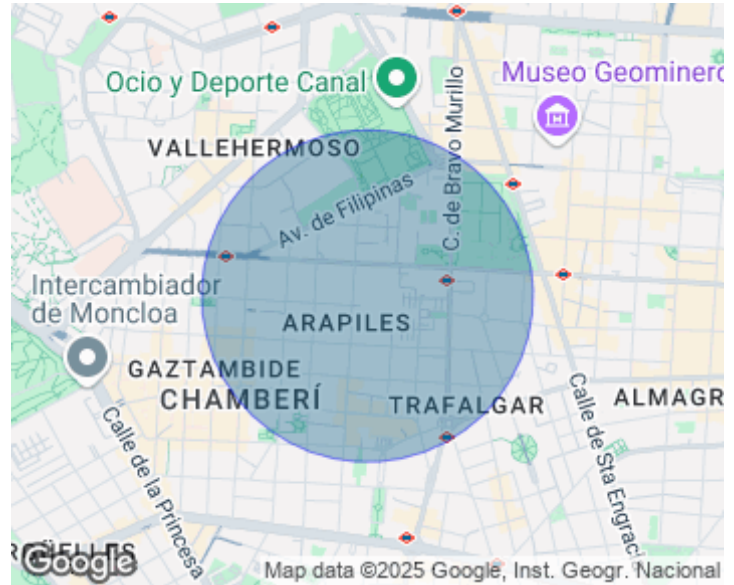 Ocio y Deporte Canal
Museo Geominero
VALLEHERMOSO
C. de Bravo Murillo
Av. de Filipinas
Intercambiador
de Moncloa
ARAPILES
GAZTAMBIDE
CHAMBERÍ
TRAFALGAR
ALMAGR
Calle de la Princesa
Calle de Sta Engraci
Google
Map data ©2025 Google, Inst. Geogr. Nacional